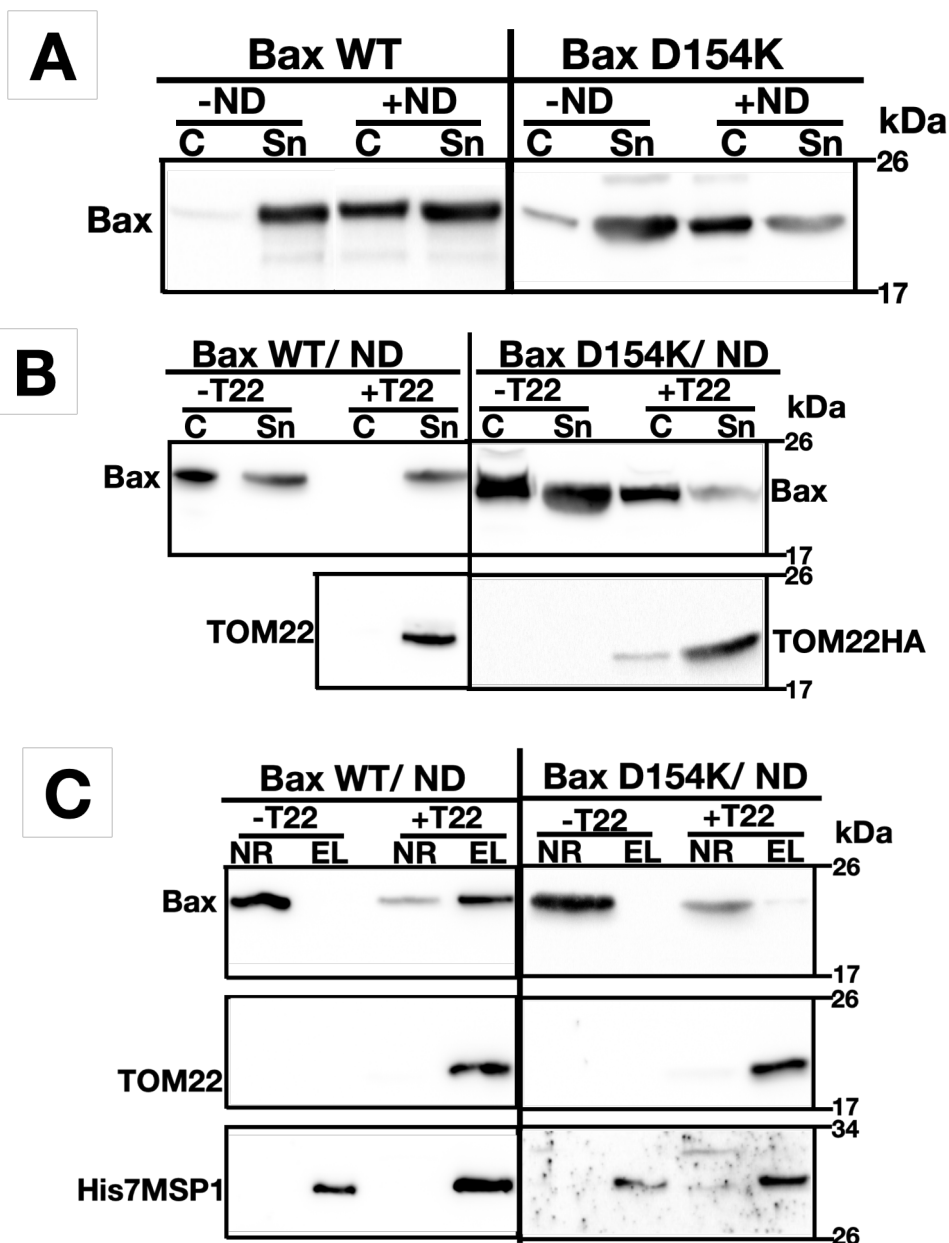 A
Bax WT Bax D154K
-ND +ND -ND +ND
C Sn C Sn C Sn C Sn kDa
26
Bax
17
B
Bax WT/ ND Bax D154K/ ND
-T22 +T22 -T22 +T22
kDa
C Sn C Sn C Sn C Sn
26
Bax Bax
17
26
TOM22 TOM22HA
17
C
Bax WT/ ND Bax D154K/ ND
-T22 +T22 -T22 +T22
kDa
NR EL NR EL NR EL NR EL
26
Bax
17
26
TOM22
17
34
His7MSP1
26